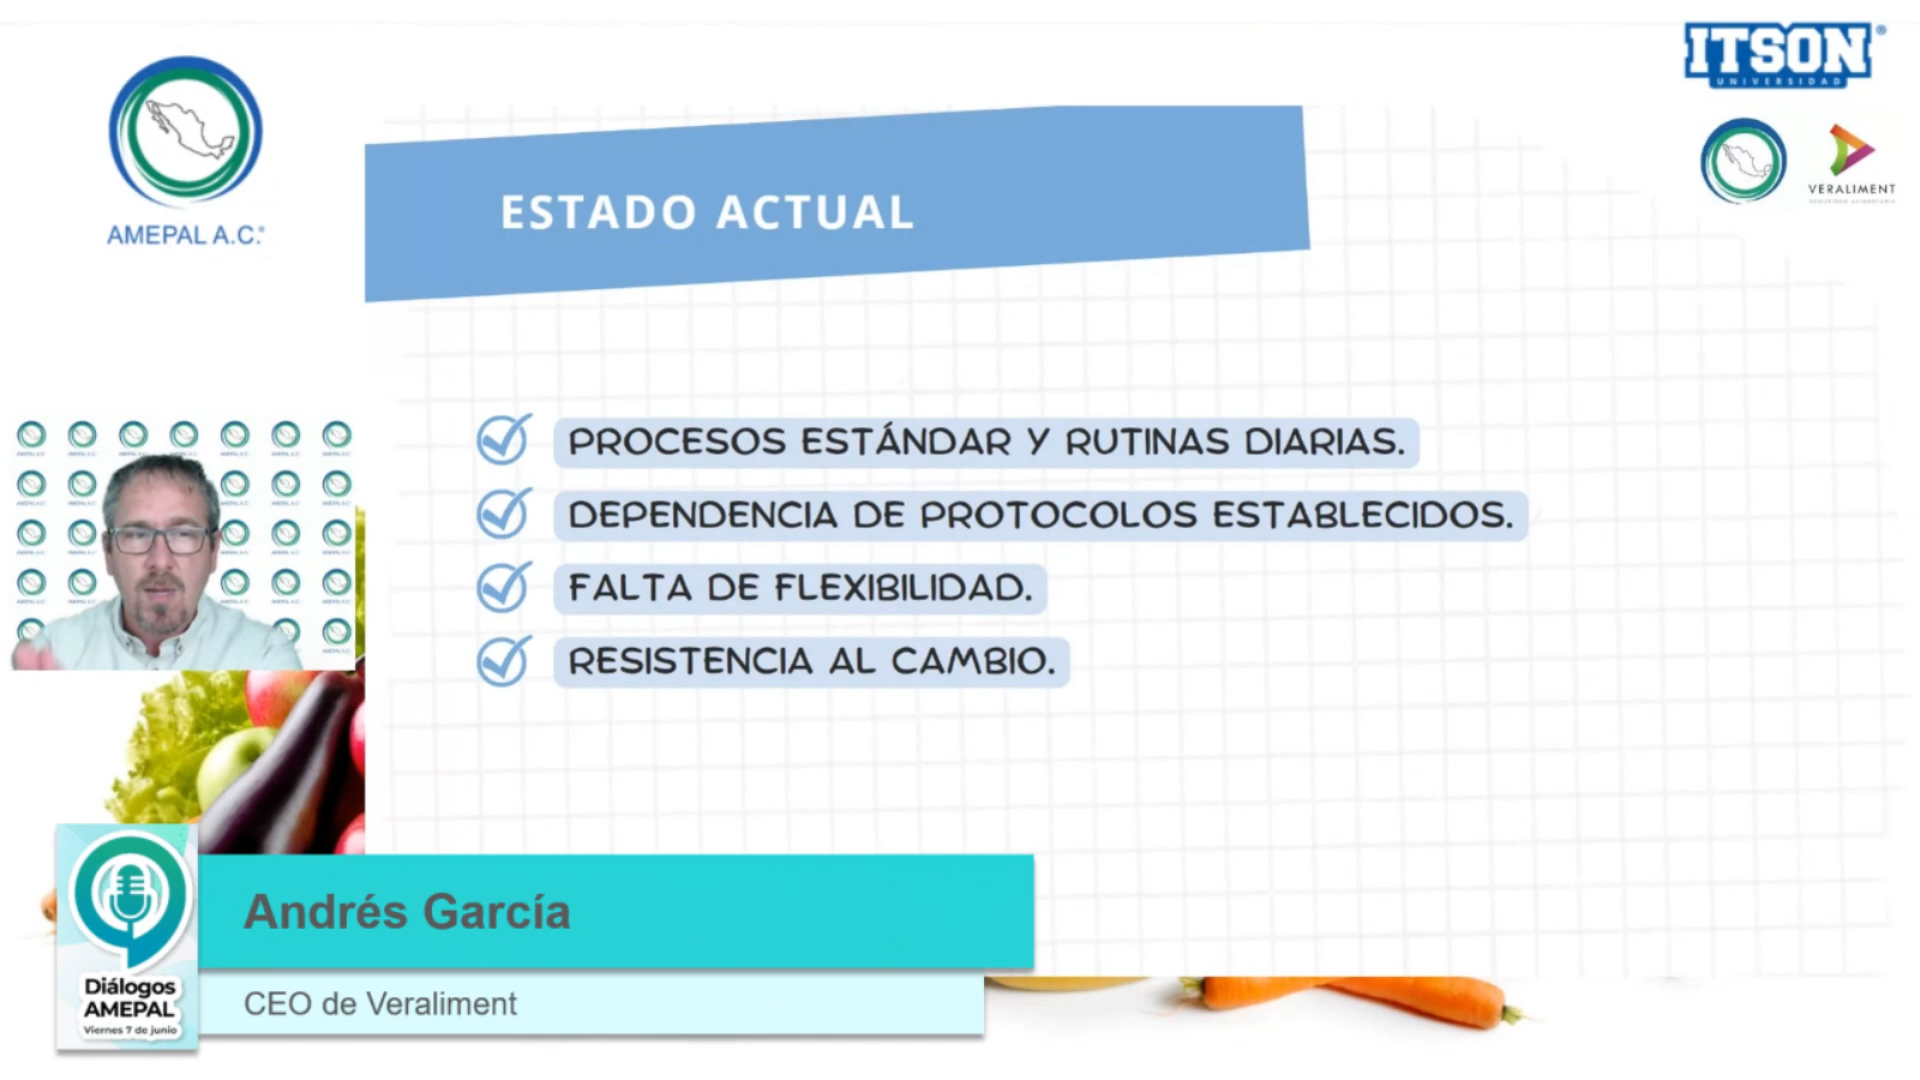 ITSON
UNIVERSIDAD
AMEPAL A.C.®
VERALIMENT
ESTADO ACTUAL
PROCESOS ESTÁNDAR Y RUTINAS DIARIAS.
DEPENDENCIA DE PROTOCOLOS ESTABLECIDOS.
FALTA DE FLEXIBILIDAD.
RESISTENCIA AL CAMBIO.
Andrés García
CEO de Veraliment
Diálogos
AMEPAL
Viernes 7 de junio